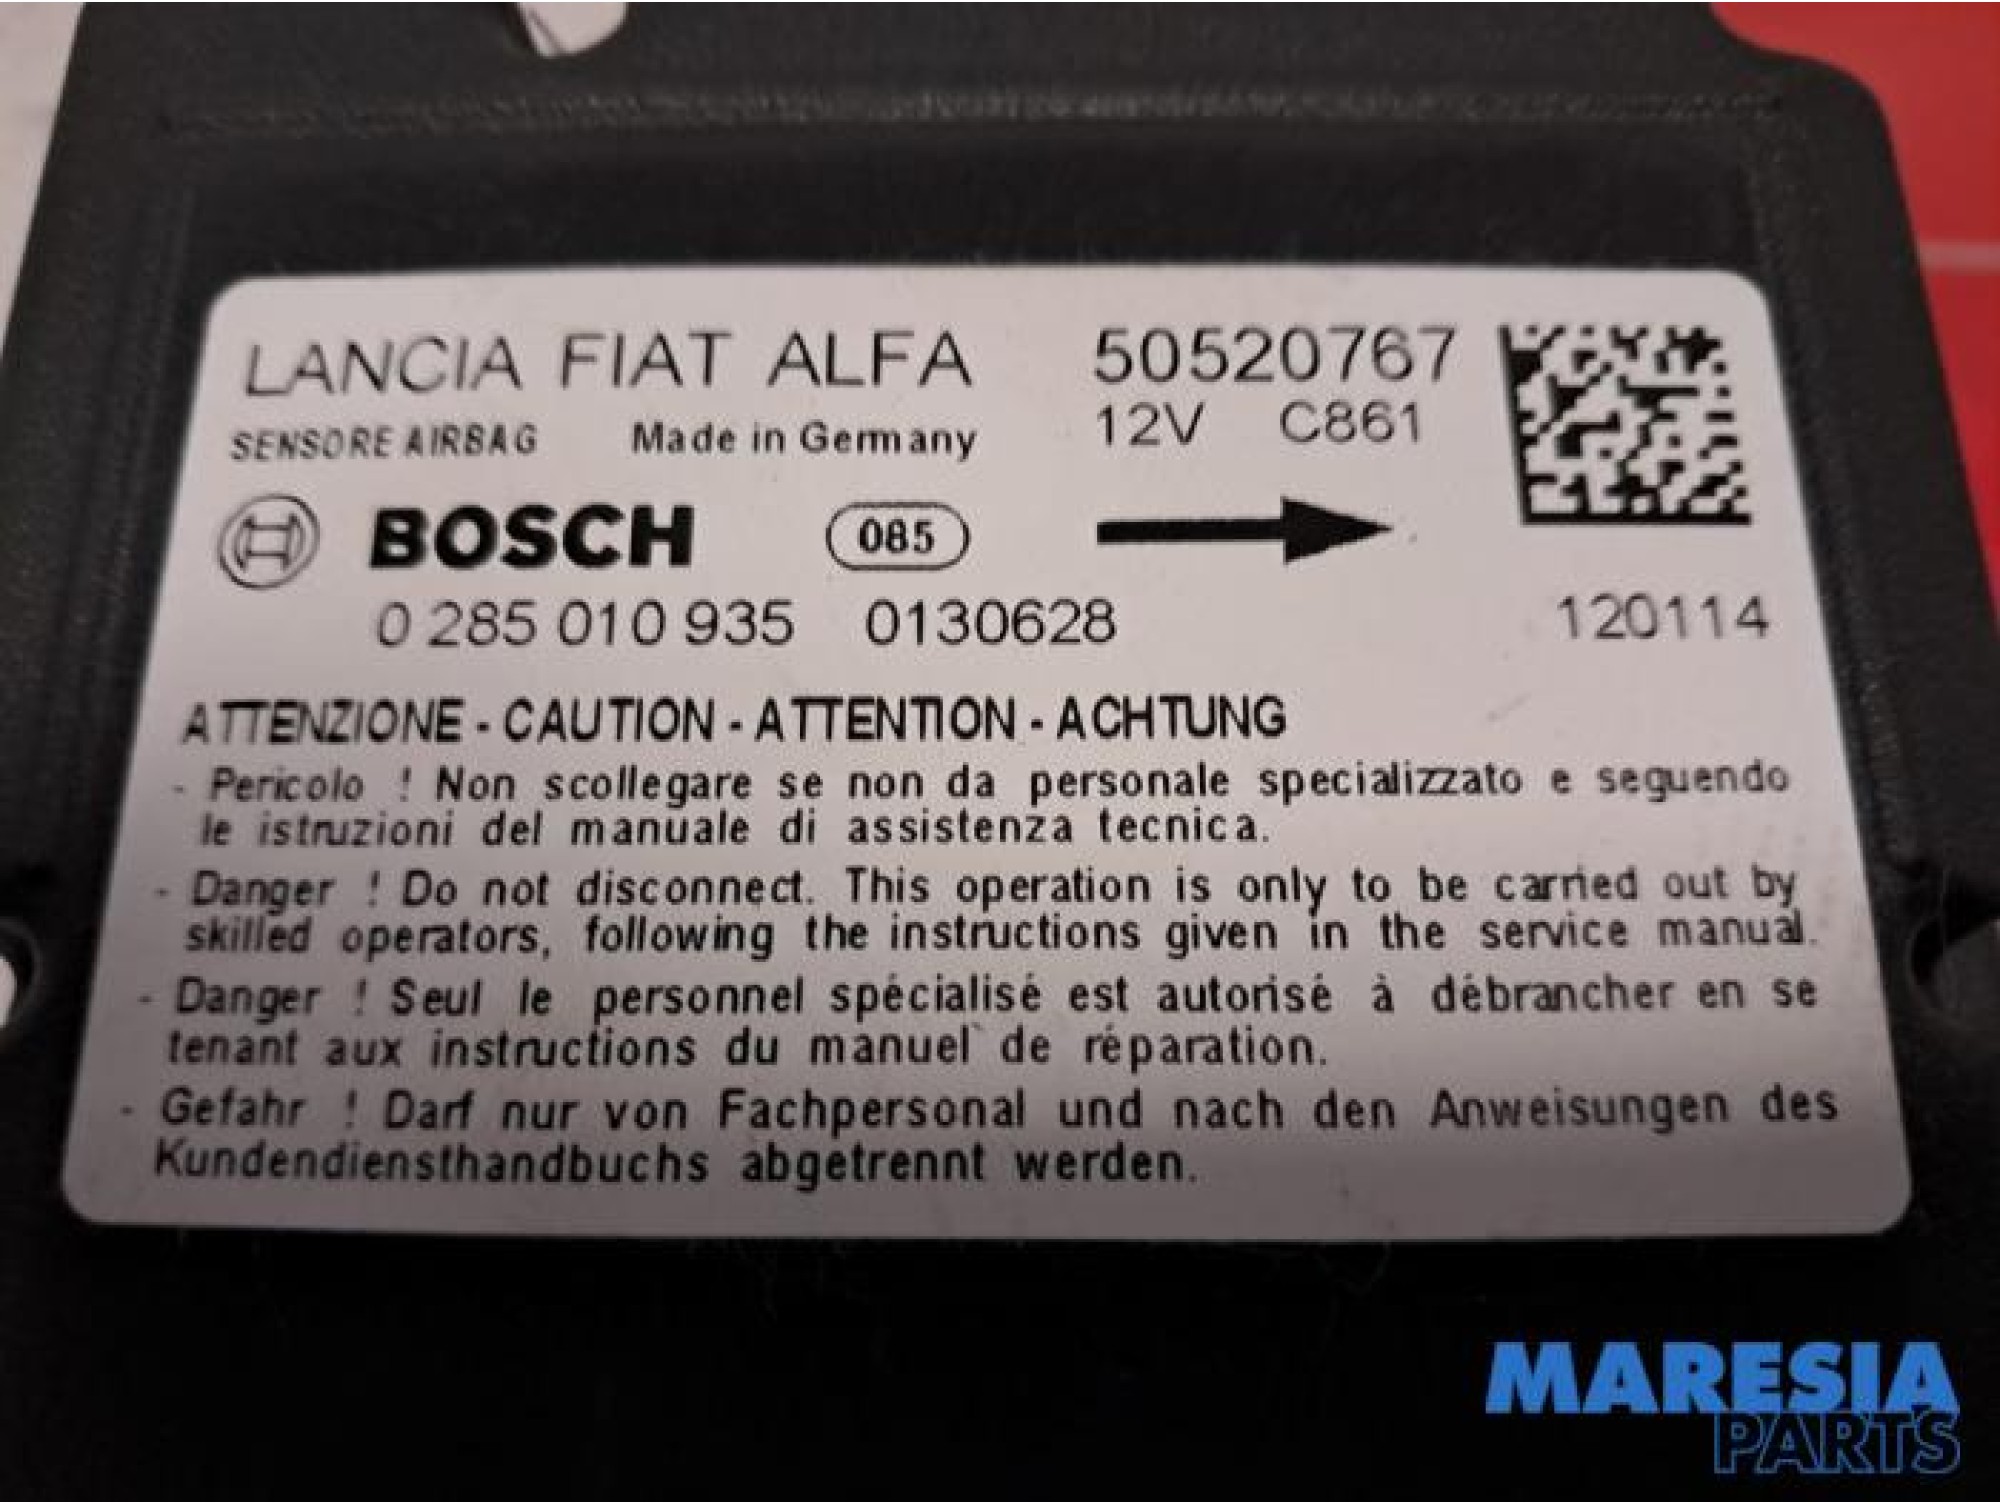 LANCIA FIAT ALFA 50520767
SENSORE AIRBAG Made in Germany 12V C861
BOSCH 085
0 285 010 935 0130628 120114
ATTENZIONE - CAUTION - ATTENTION - ACHTUNG
- Pericolo ! Non scollegare se non da personale specializzato e seguendo
le istruzioni del manuale di assistenza tecnica.
- Danger ! Do not disconnect. This operation is only to be carried out by
skilled operators, following the instructions given in the service manual.
- Danger ! Seul le personnel spécialisé est autorisé à débrancher en se
tenant aux instructions du manuel de réparation.
- Gefahr ! Darf nur von Fachpersonal und nach den Anweisungen des
Kundendiensthandbuchs abgetrennt werden.
MARESIA
PARTS